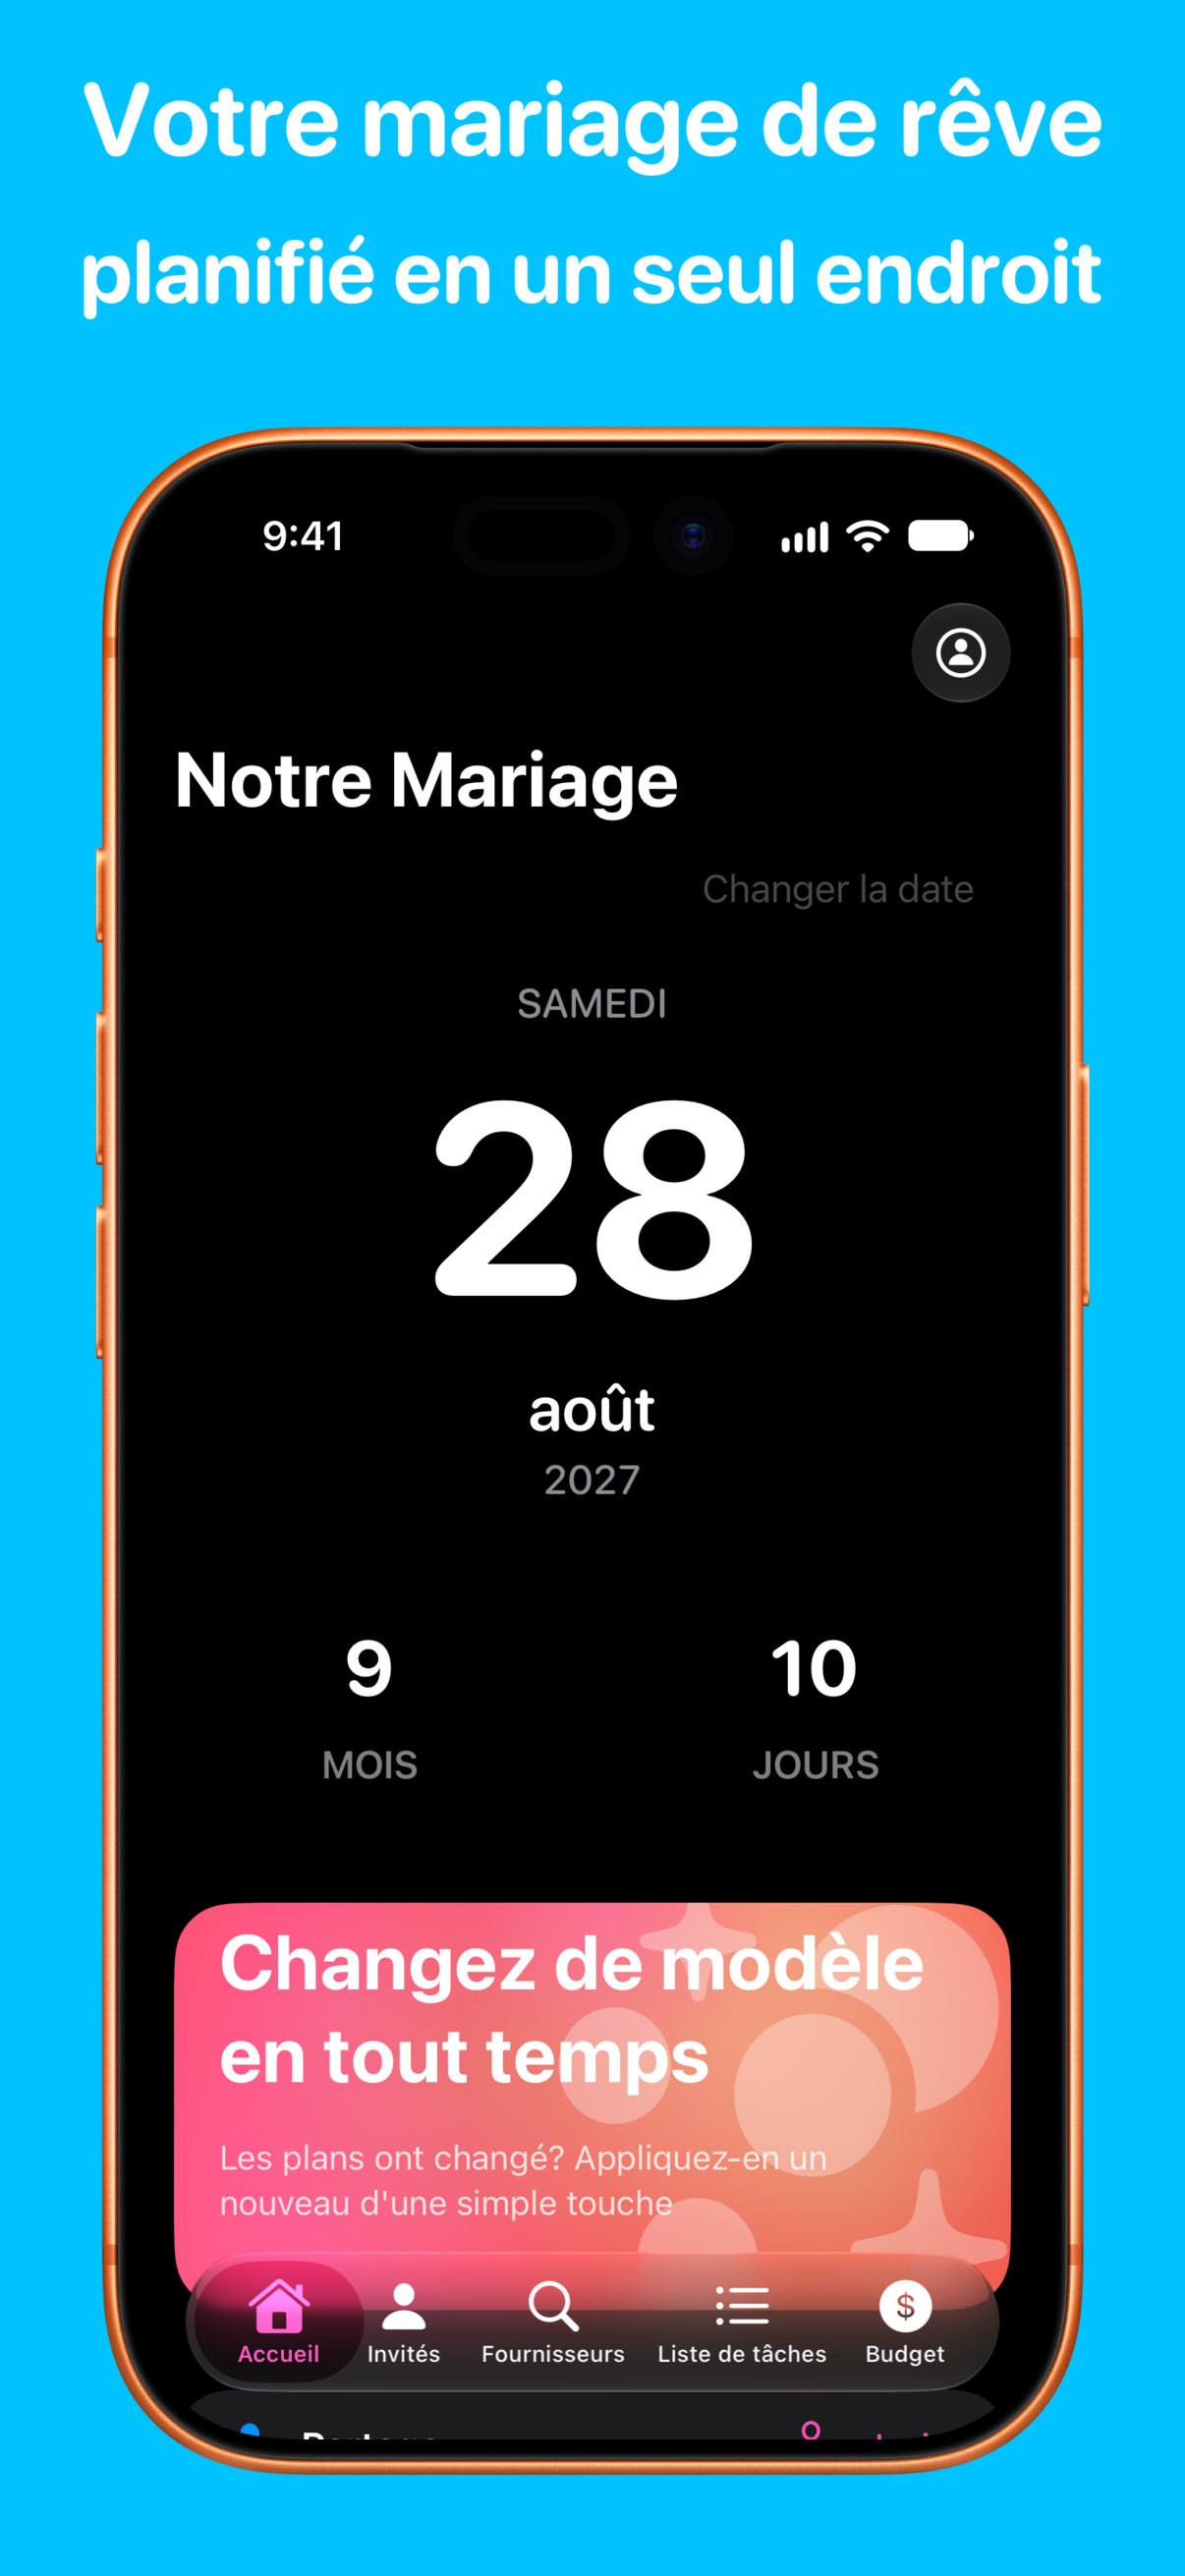 Votre mariage de rêve
planifié en un seul endroit
9:41
Notre Mariage
Changer la date
SAMEDI
28
août
2027
9
10
MOIS
JOURS
Changez de modèle
en tout temps
Les plans ont changé? Appliquez-en un
nouveau d'une simple touche
$
Accueil
Invités
Fournisseurs
Liste de tâches
Budget